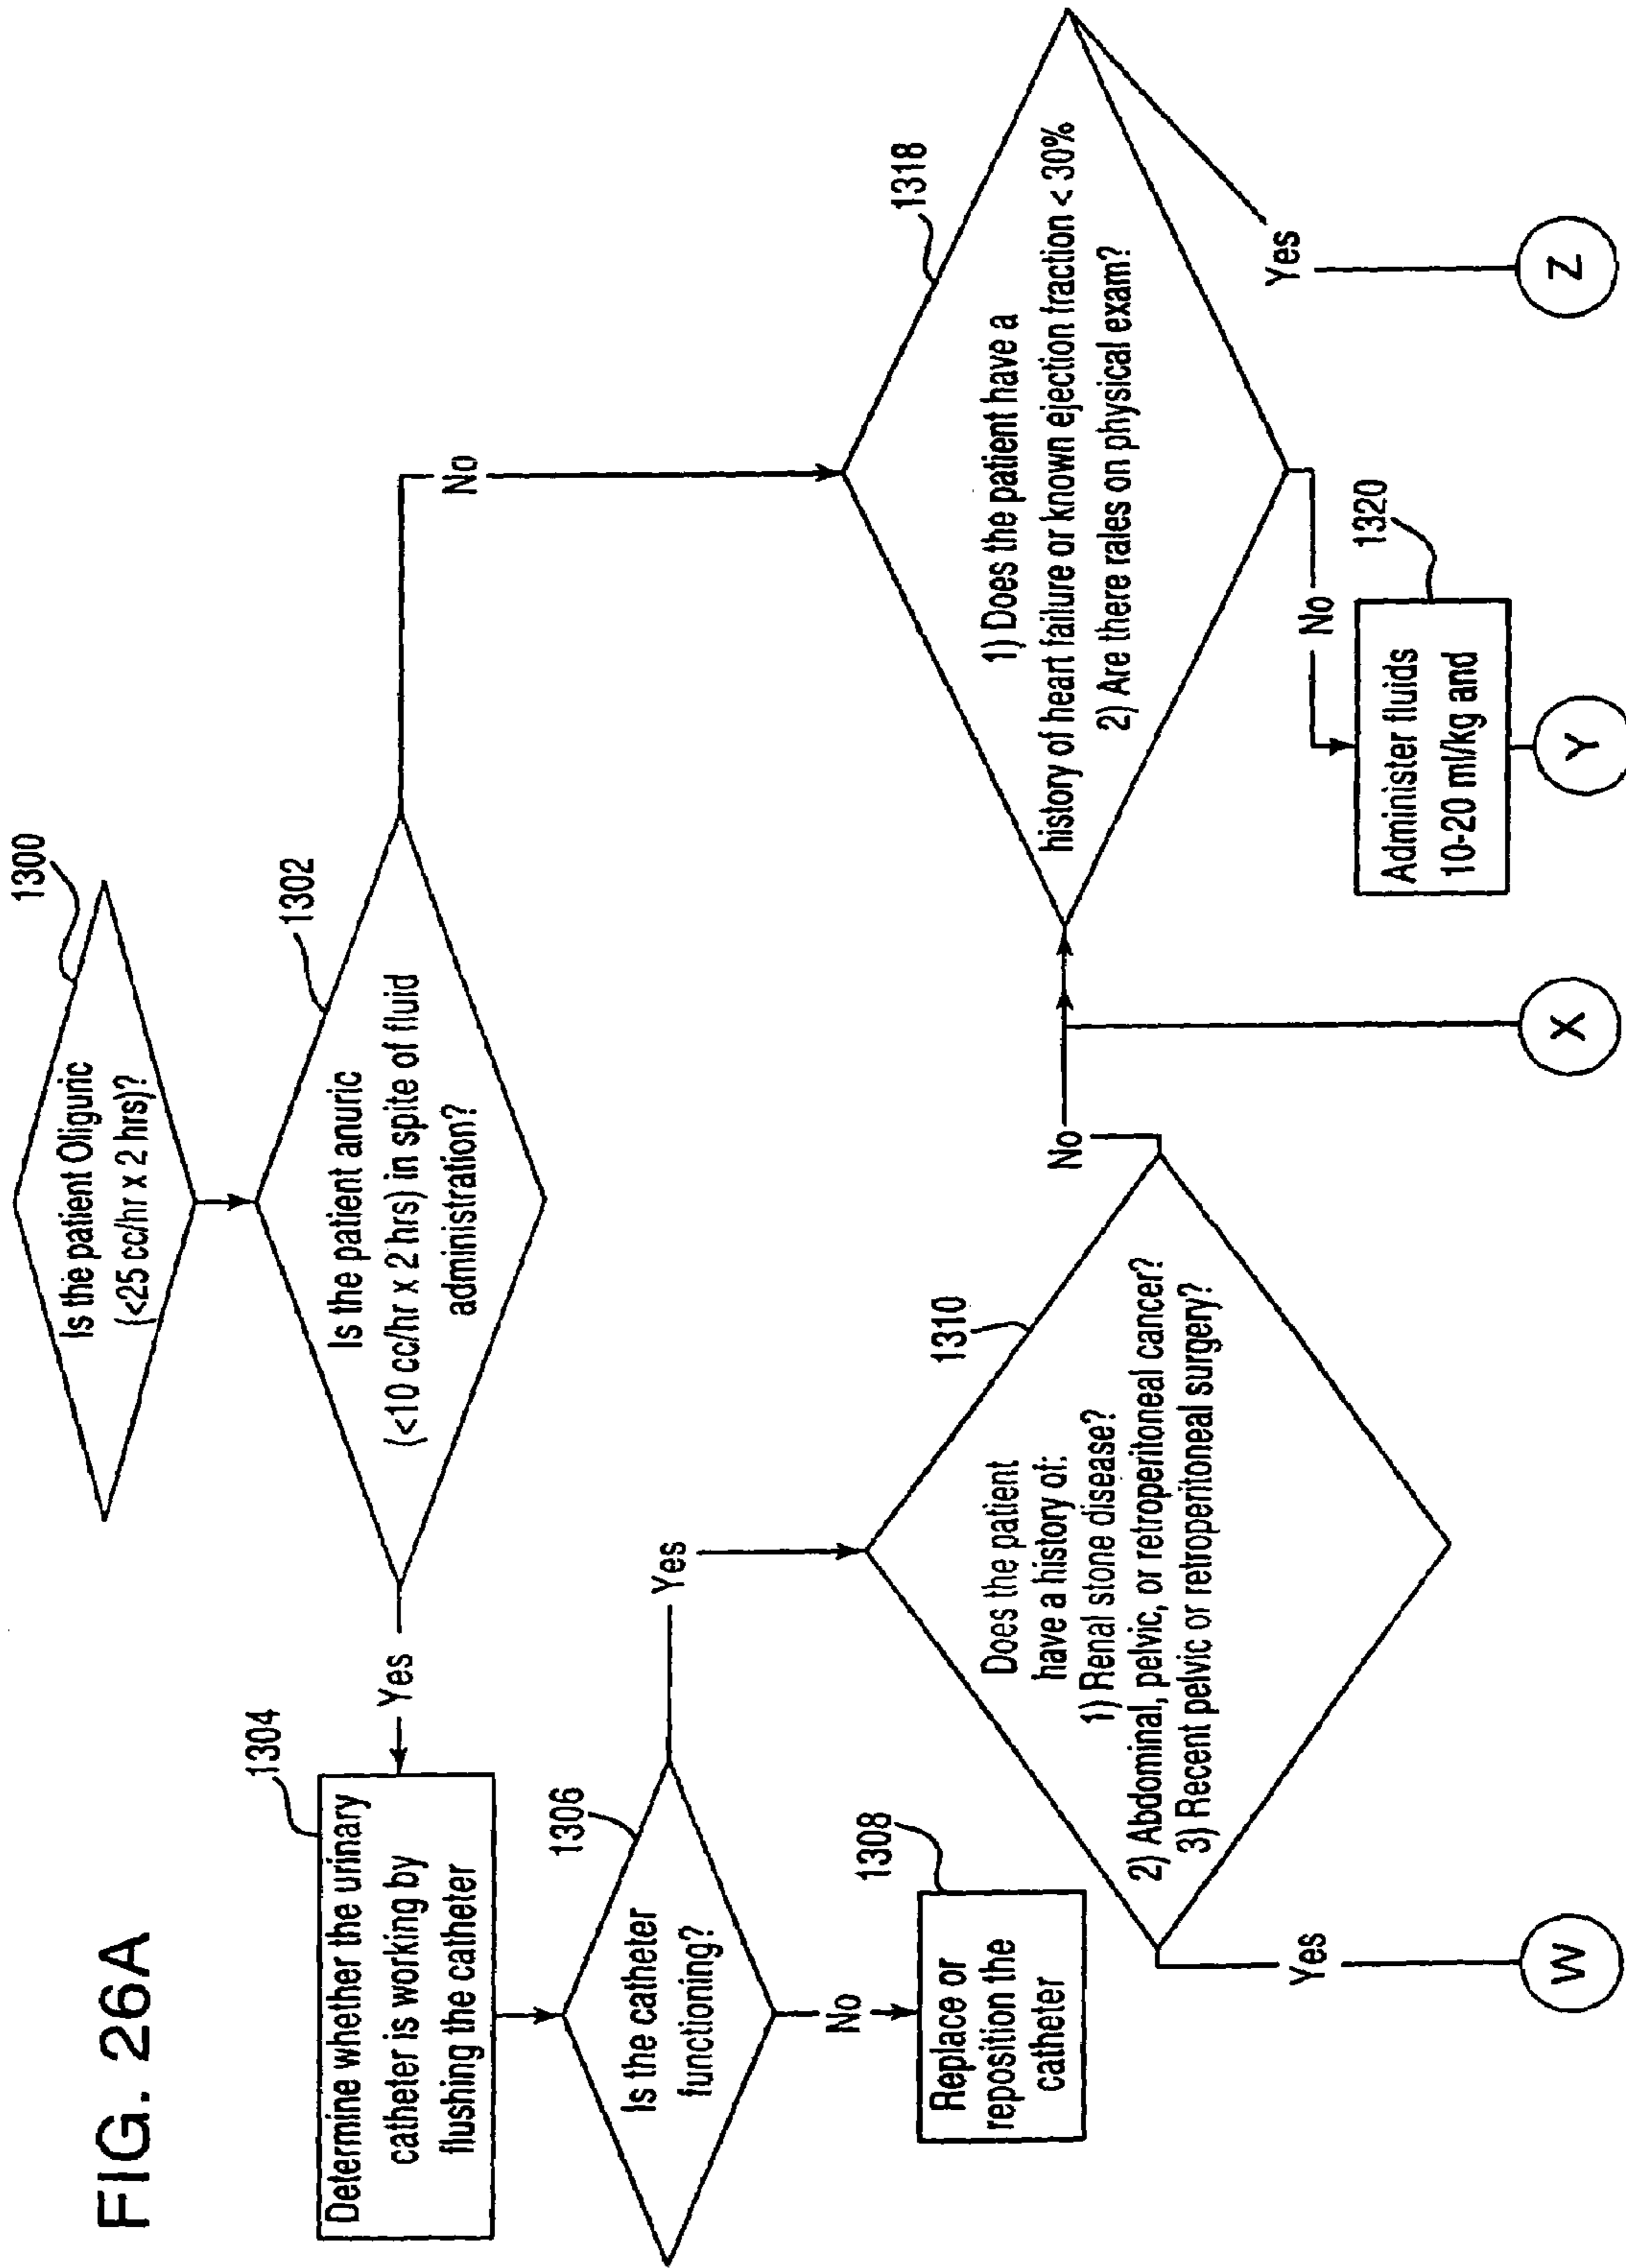 FIG. 26A
1300
Is the patient Oliguric
(<25 cc/hr x 2 hrs)?
1302
Is the patient anuric
(<10 cc/hr x 2 hrs) in spite of fluid
administration?
Yes
No
1304
Determine whether the urinary
catheter is working by
flushing the catheter
1306
Is the catheter
functioning?
Yes
No
1308
Replace or
reposition the
catheter
1310
Does the patient
have a history of:
1) Renal stone disease?
2) Abdominal, pelvic, or retroperitoneal cancer?
3) Recent pelvic or retroperitoneal surgery?
No
Yes
1318
1) Does the patient have a
history of heart failure or known ejection fraction < 30%
2) Are there rales on physical exam?
No
Yes
1320
Administer fluids
10-20 ml/kg and
W
X
Y
Z